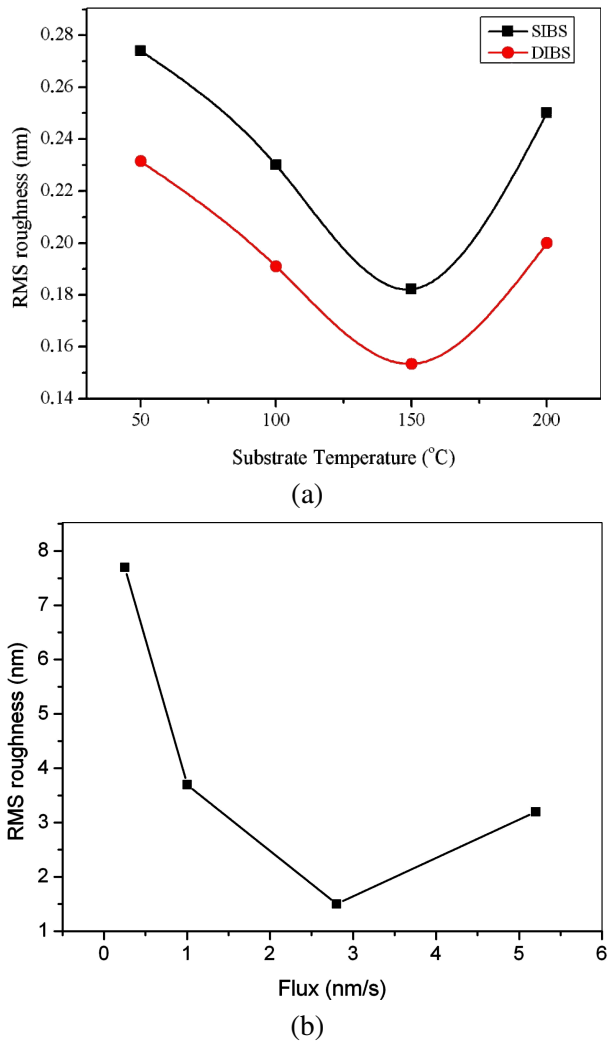 0.28
0.26
0.24
0.22
0.20
0.18
0.16
0.14
RMS roughness (nm)
SIBS
DIBS
50 100 150 200
Substrate Temperature (°C)
(a)
8
7
6
5
4
3
2
1
RMS roughness (nm)
0 1 2 3 4 5 6
Flux (nm/s)
(b)